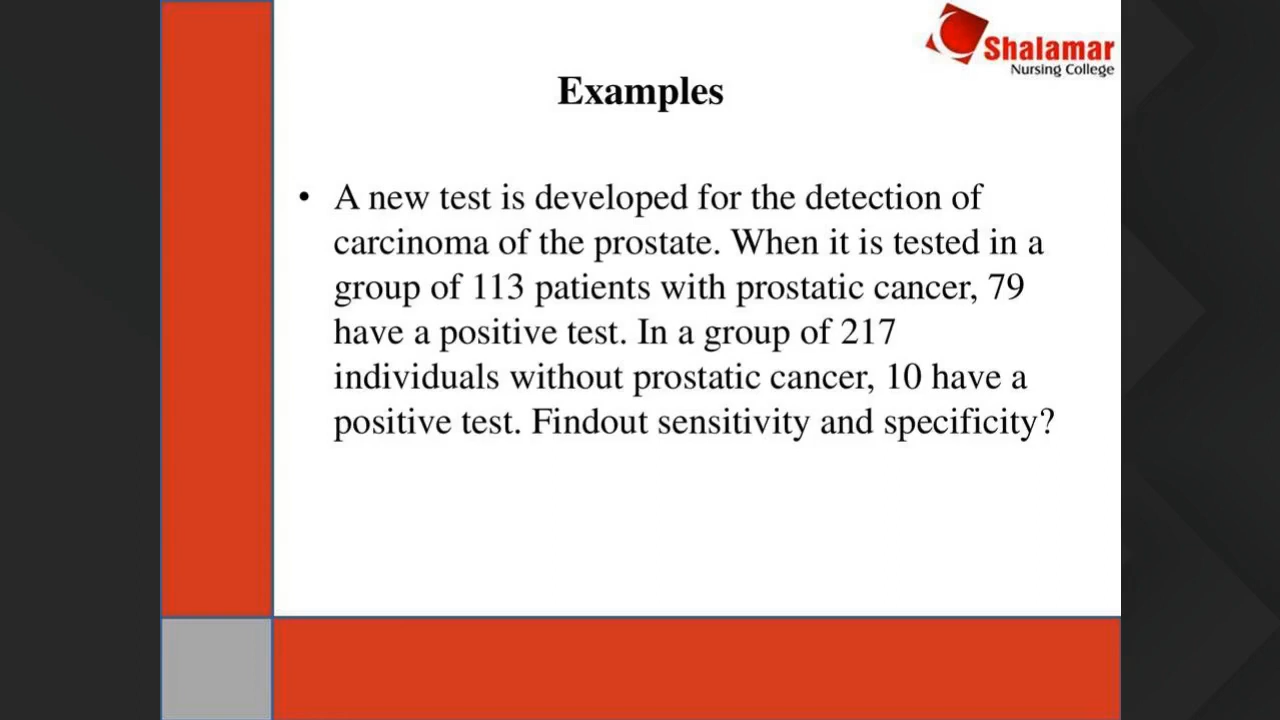 Shalamar
Nursing College
Examples
• A new test is developed for the detection of
carcinoma of the prostate. When it is tested in a
group of 113 patients with prostatic cancer, 79
have a positive test. In a group of 217
individuals without prostatic cancer, 10 have a
positive test. Findout sensitivity and specificity?